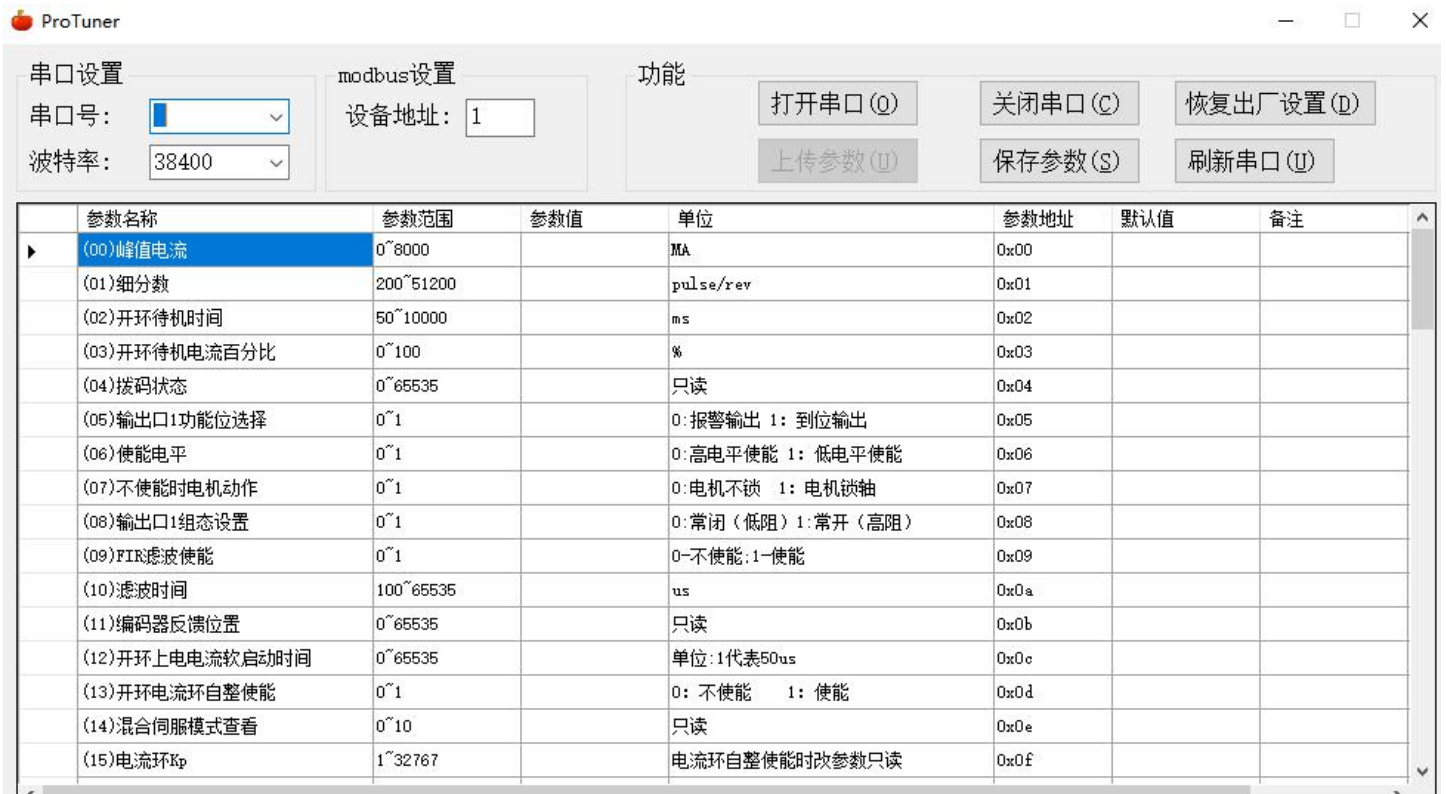 ProTuner
串口设置 modbus设置 功能
串口号: 设备地址: 1 打开串口(O) 关闭串口(C) 恢复出厂设置(D)
波特率: 38400 上传参数(U) 保存参数(S) 刷新串口(U)
参数名称 参数范围 参数值 单位 参数地址 默认值 备注
(00)峰值电流 0~8000 MA 0x00
(01)细分数 200~51200 pulse/rev 0x01
(02)开环待机时间 50~10000 ms 0x02
(03)开环待机电流百分比 0~100 % 0x03
(04)拨码状态 0~65535 只读 0x04
(05)输出口1功能位选择 0~1 0:报警输出 1: 到位输出 0x05
(06)使能电平 0~1 0:高电平使能 1: 低电平使能 0x06
(07)不使能时电机动作 0~1 0:电机不锁 1: 电机锁轴 0x07
(08)输出口1组态设置 0~1 0:常闭（低阻）1:常开（高阻） 0x08
(09)FIR滤波使能 0~1 0-不使能;1-使能 0x09
(10)滤波时间 100~65535 us 0x0a
(11)编码器反馈位置 0~65535 只读 0x0b
(12)开环上电电流软启动时间 0~65535 单位:1代表50us 0x0c
(13)开环电流环自整使能 0~1 0: 不使能 1: 使能 0x0d
(14)混合伺服模式查看 0~10 只读 0x0e
(15)电流环Kp 1~32767 电流环自整使能时改参数只读 0x0f